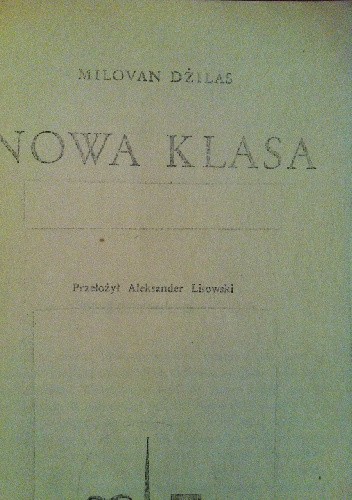 MILOVAN DŻILAS
NOWA KLASA
Przełożył Aleksander Lisowski